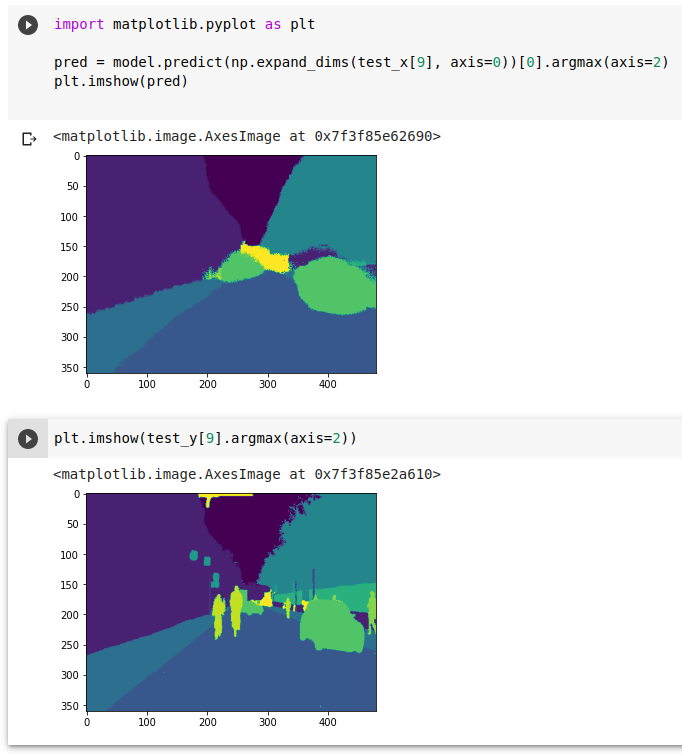 import matplotlib.pyplot as plt
pred = model.predict(np.expand_dims(test_x[9], axis=0))[0].argmax(axis=2)
plt.imshow(pred)
<matplotlib.image.AxesImage at 0x7f3f85e62690>
0
50
100
150
200
250
300
350
0 100 200 300 400
plt.imshow(test_y[9].argmax(axis=2))
<matplotlib.image.AxesImage at 0x7f3f85e2a610>
0
50
100
150
200
250
300
350
0 100 200 300 400